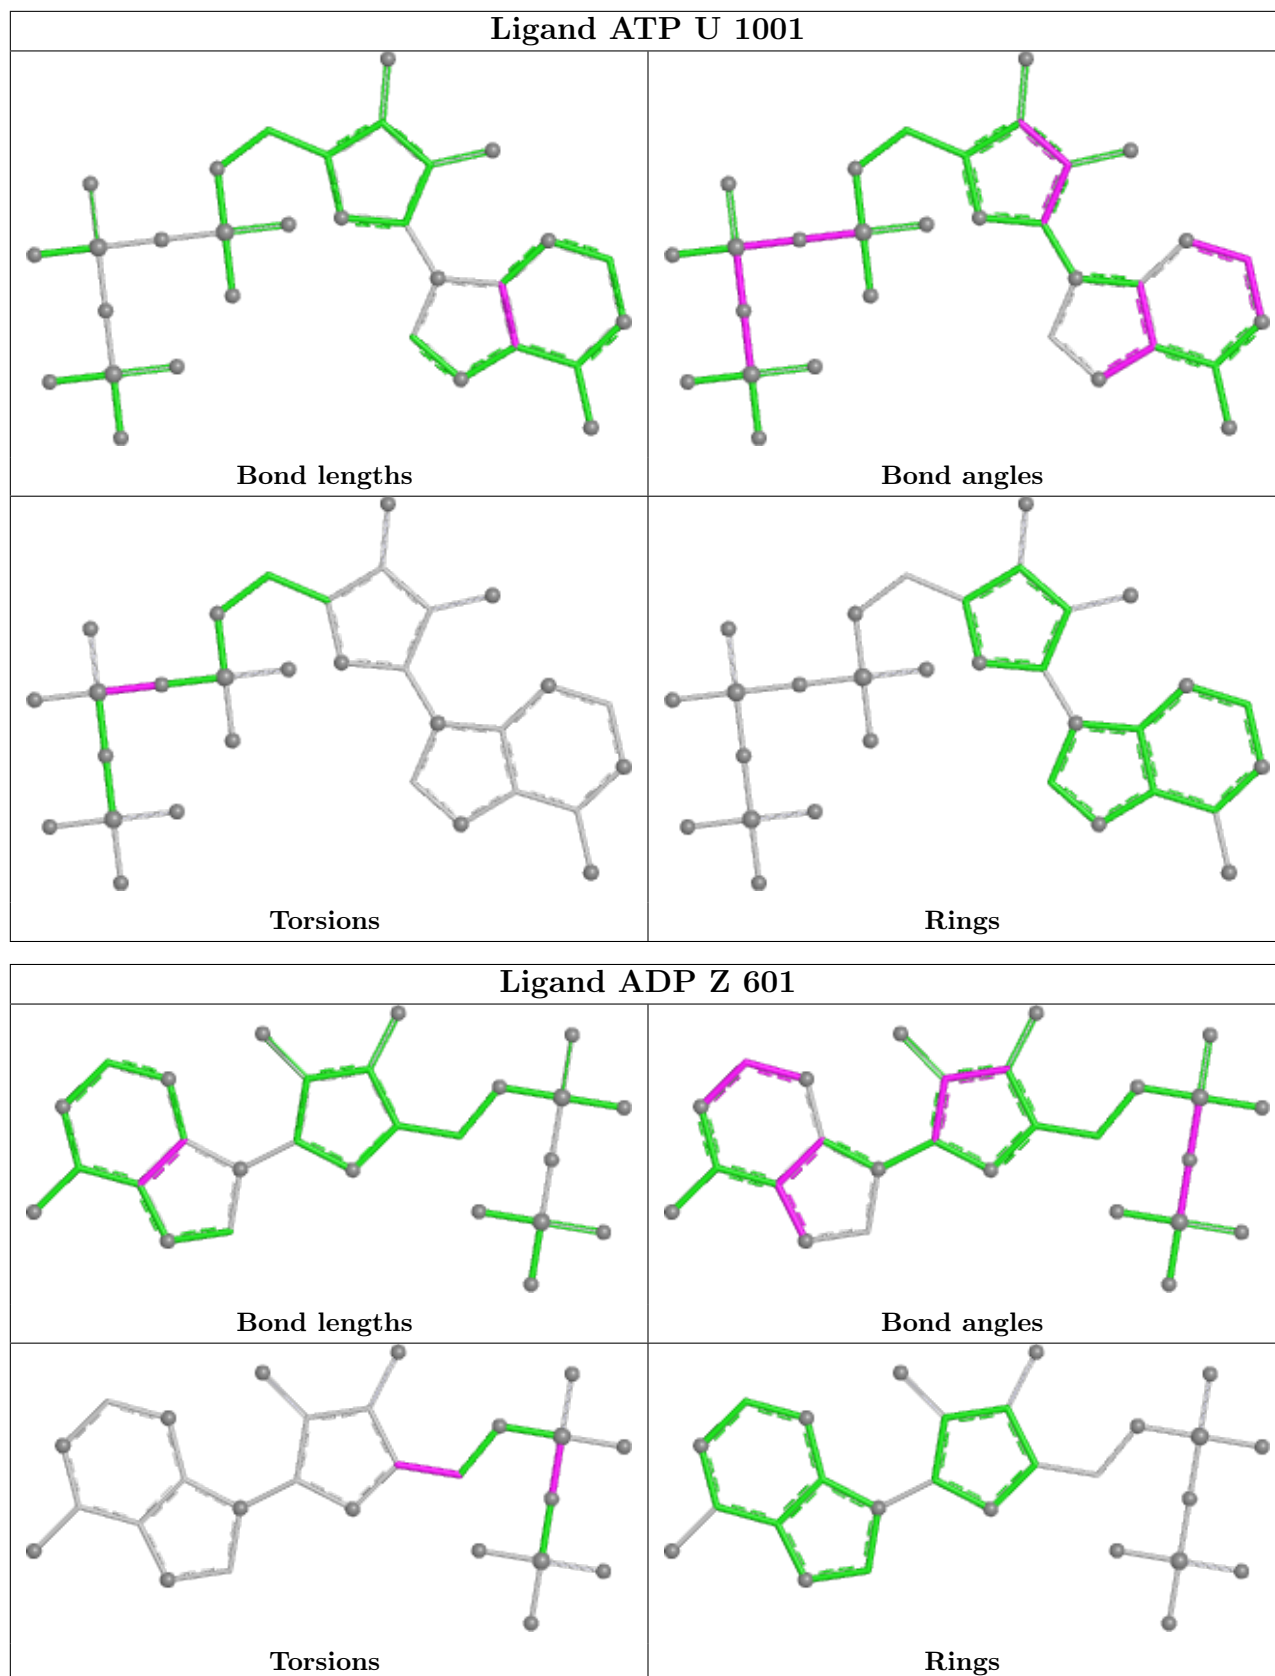 Ligand ATP U 1001
Bond lengths
Bond angles
Torsions
Rings
Ligand ADP Z 601
Bond lengths
Bond angles
Torsions
Rings